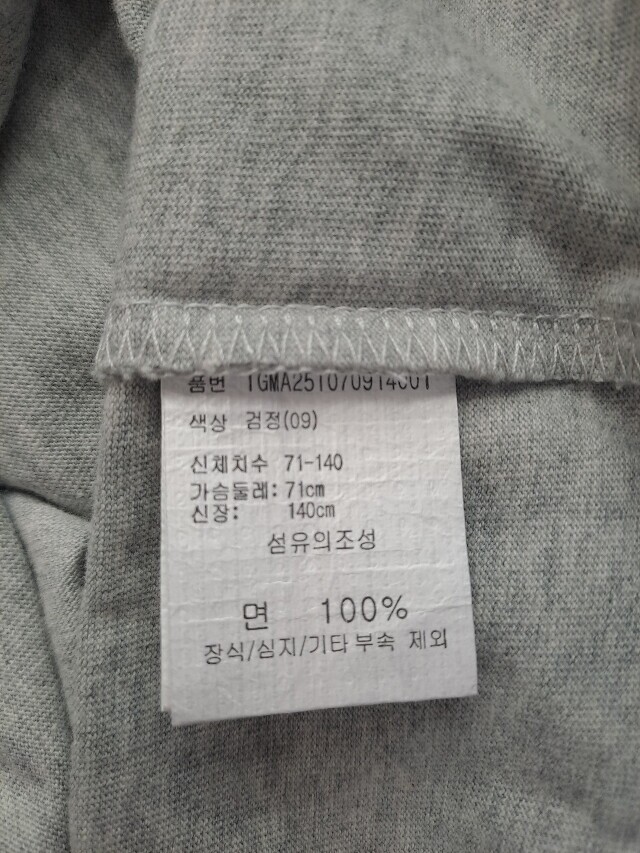 품번 TGMA251070914C01
색상 검정(09)
신체치수 71-140
가슴둘레: 71cm
신장: 140cm
섬유의조성
면 100%
장식/심지/기타 부속 제외